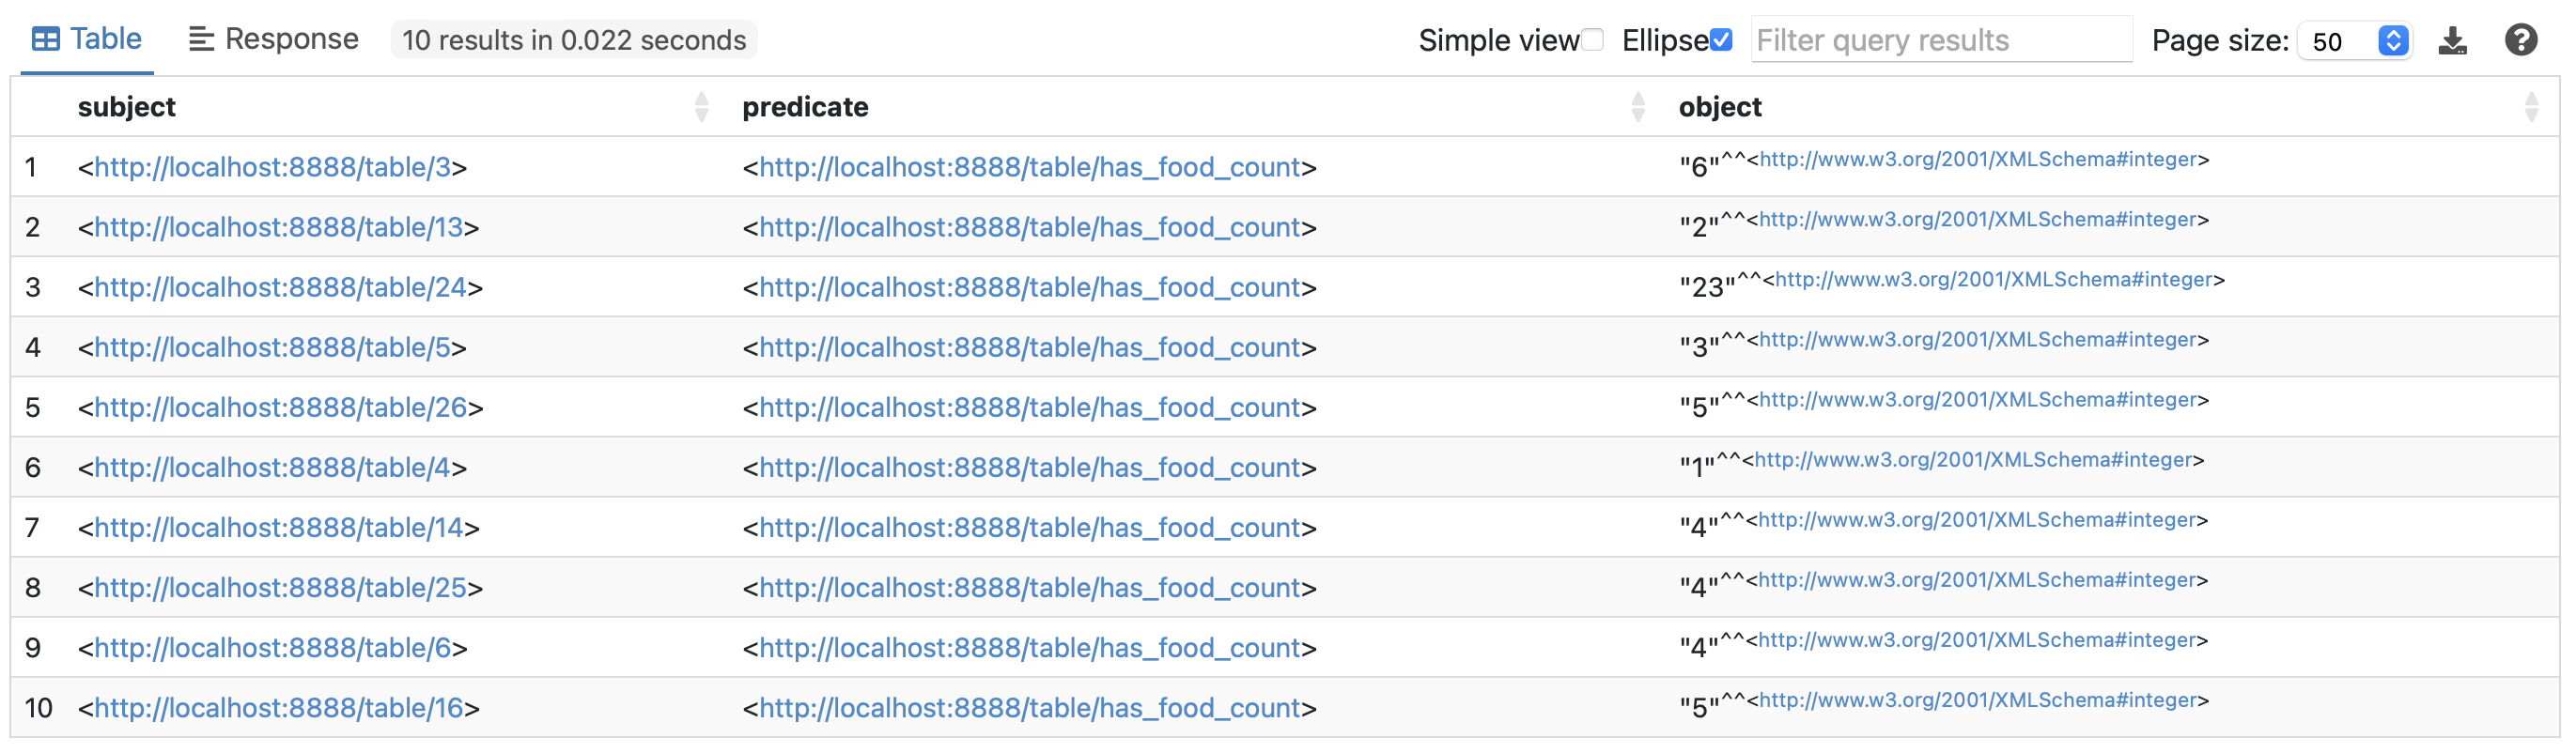 Table Response 10 results in 0.022 seconds Simple view Ellipse Filter query results Page size: 50
subject predicate object
1 <http://localhost:8888/table/3> <http://localhost:8888/table/has_food_count> "6"^^<http://www.w3.org/2001/XMLSchema#integer>
2 <http://localhost:8888/table/13> <http://localhost:8888/table/has_food_count> "2"^^<http://www.w3.org/2001/XMLSchema#integer>
3 <http://localhost:8888/table/24> <http://localhost:8888/table/has_food_count> "23"^^<http://www.w3.org/2001/XMLSchema#integer>
4 <http://localhost:8888/table/5> <http://localhost:8888/table/has_food_count> "3"^^<http://www.w3.org/2001/XMLSchema#integer>
5 <http://localhost:8888/table/26> <http://localhost:8888/table/has_food_count> "5"^^<http://www.w3.org/2001/XMLSchema#integer>
6 <http://localhost:8888/table/4> <http://localhost:8888/table/has_food_count> "1"^^<http://www.w3.org/2001/XMLSchema#integer>
7 <http://localhost:8888/table/14> <http://localhost:8888/table/has_food_count> "4"^^<http://www.w3.org/2001/XMLSchema#integer>
8 <http://localhost:8888/table/25> <http://localhost:8888/table/has_food_count> "4"^^<http://www.w3.org/2001/XMLSchema#integer>
9 <http://localhost:8888/table/6> <http://localhost:8888/table/has_food_count> "4"^^<http://www.w3.org/2001/XMLSchema#integer>
10 <http://localhost:8888/table/16> <http://localhost:8888/table/has_food_count> "5"^^<http://www.w3.org/2001/XMLSchema#integer>